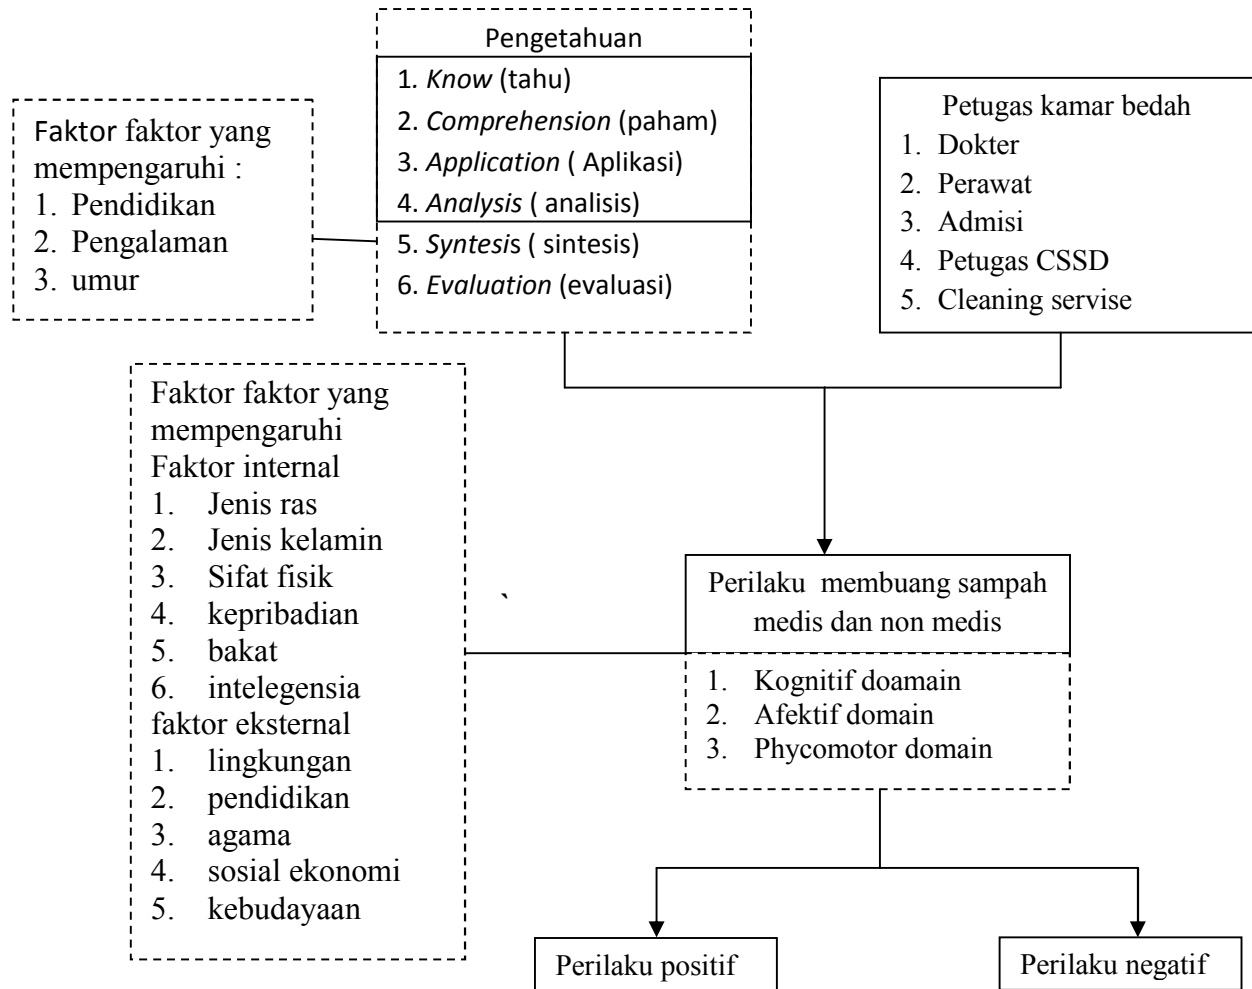 Pengetahuan
1. Know (tahu)
2. Comprehension (paham)
3. Application ( Aplikasi)
4. Analysis ( analisis)
5. Syntesis ( sintesis)
6. Evaluation (evaluasi)
Faktor faktor yang
mempengaruhi :
1. Pendidikan
2. Pengalaman
3. umur
Petugas kamar bedah
1. Dokter
2. Perawat
3. Admisi
4. Petugas CSSD
5. Cleaning servise
Faktor faktor yang
mempengaruhi
Faktor internal
1. Jenis ras
2. Jenis kelamin
3. Sifat fisik
4. kepribadian
5. bakat
6. intelegensia
faktor eksternal
1. lingkungan
2. pendidikan
3. agama
4. sosial ekonomi
5. kebudayaan
`
Perilaku membuang sampah
medis dan non medis
1. Kognitif doamain
2. Afektif domain
3. Phycomotor domain
Perilaku positif
Perilaku negatif